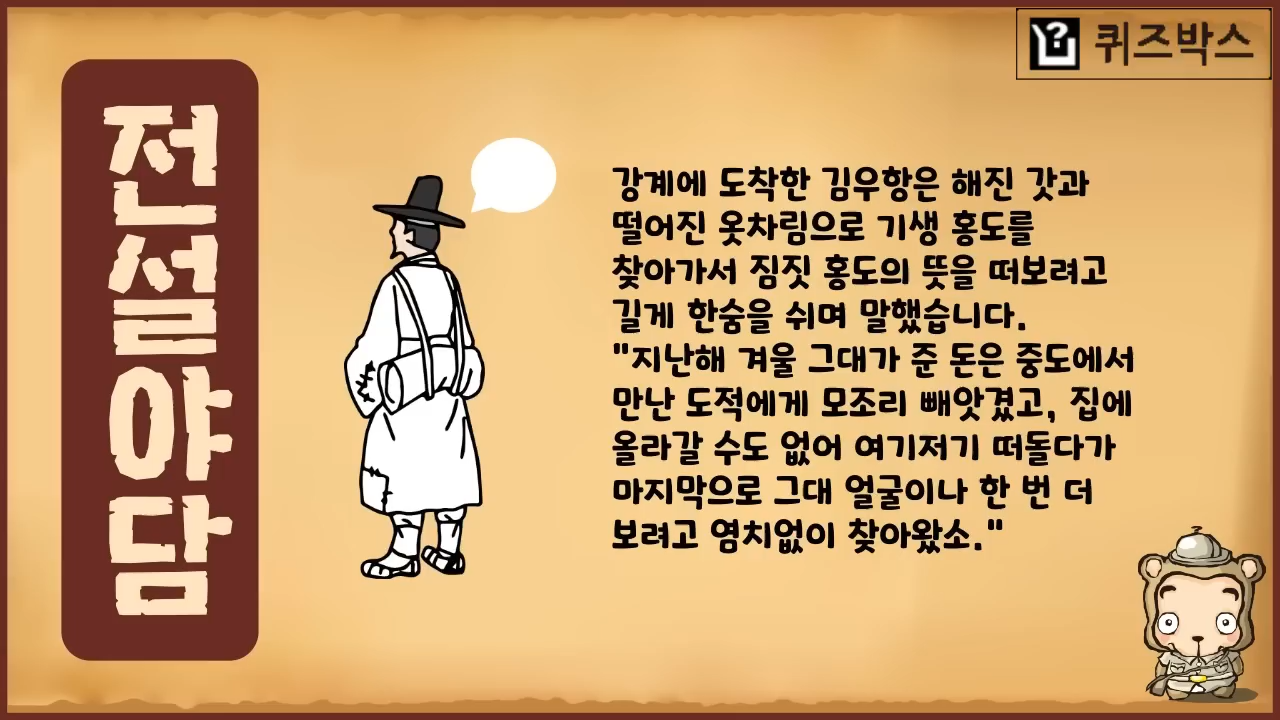 퀴즈박스
전설야담
강계에 도착한 김우항은 해진 갓과
떨어진 옷차림으로 기생 홍도를
찾아가서 짐짓 홍도의 뜻을 떠보려고
길게 한숨을 쉬며 말했습니다.
"지난해 겨울 그대가 준 돈은 중도에서
만난 도적에게 모조리 빼앗겼고, 집에
올라갈 수도 없어 여기저기 떠돌다가
마지막으로 그대 얼굴이나 한 번 더
보려고 염치없이 찾아왔소."